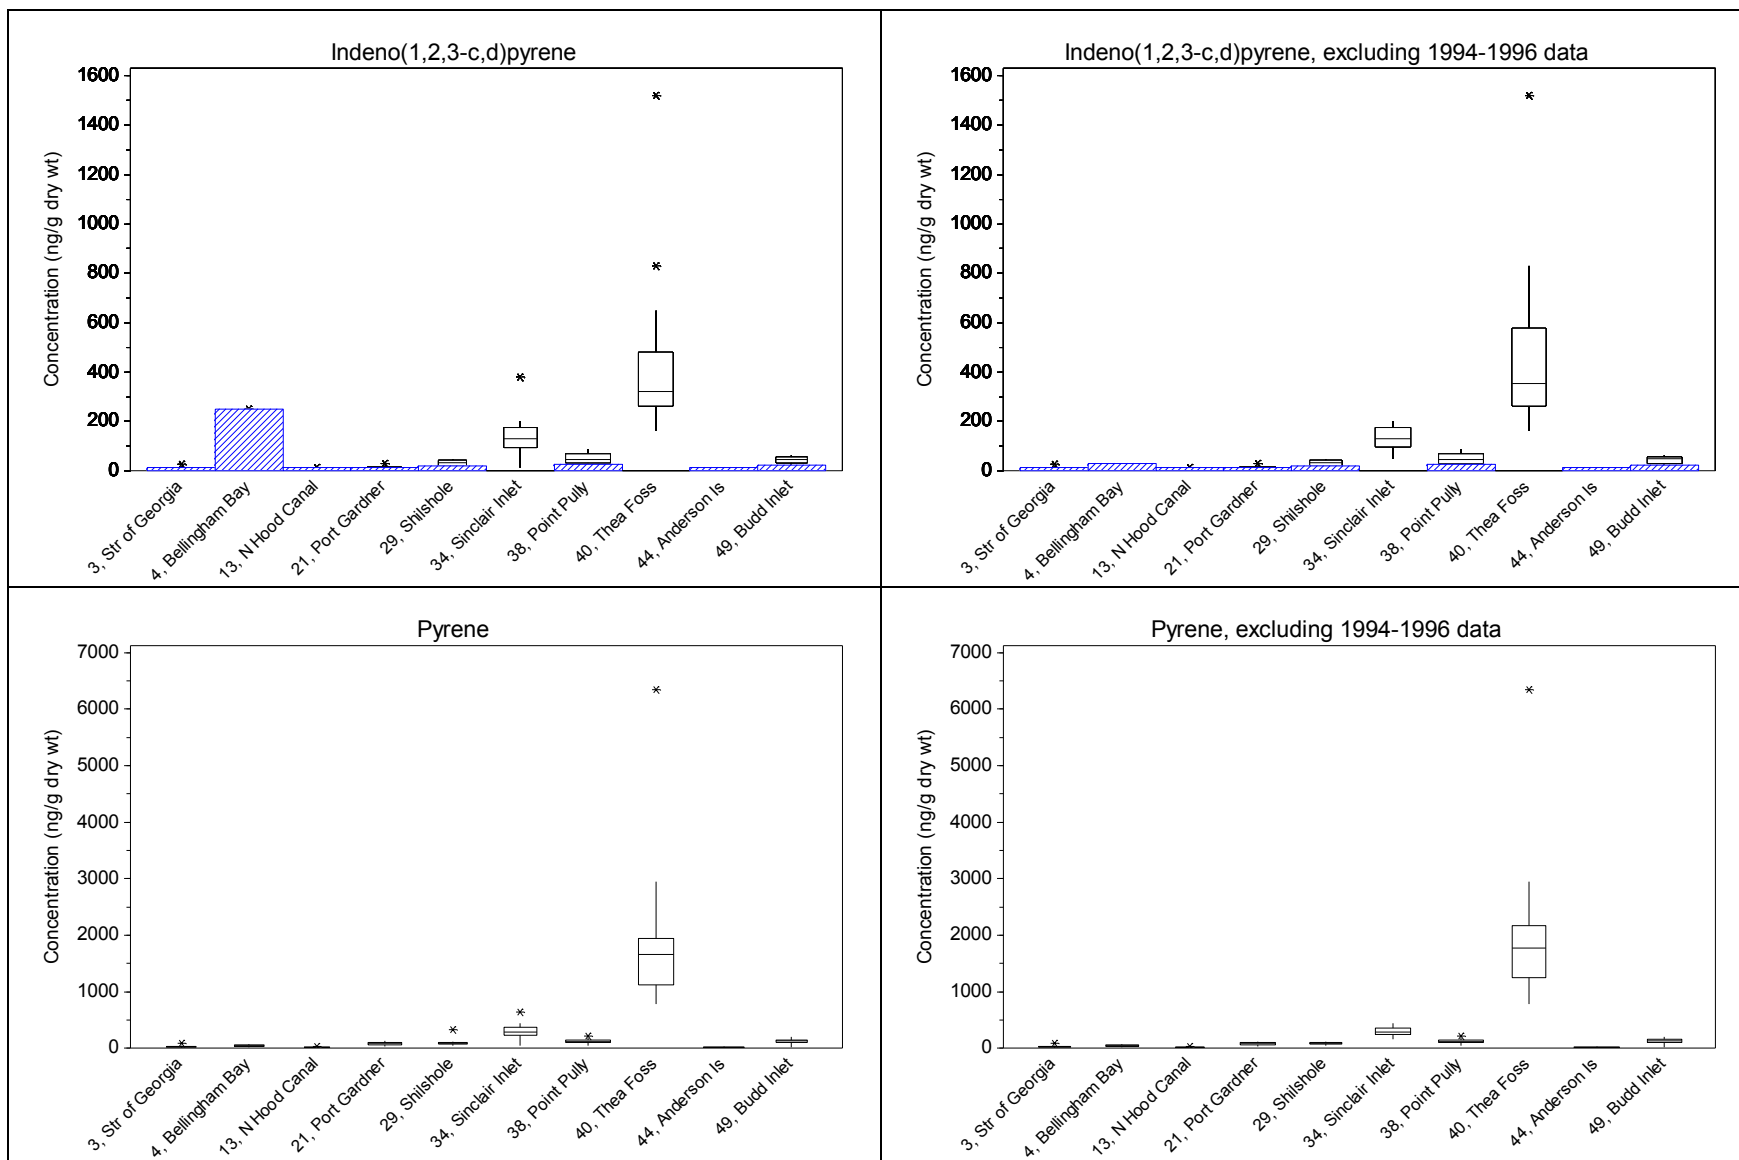 Indeno(1,2,3-c,d)pyrene
Concentration (ng/g dry wt)
1600
1400
1200
1000
800
600
400
200
0
3, Str of Georgia
4, Bellingham Bay
13, N Hood Canal
21, Port Gardner
29, Shilshole
34, Sinclair Inlet
38, Point Pully
40, Thea Foss
44, Anderson Is
49, Budd Inlet
Indeno(1,2,3-c,d)pyrene, excluding 1994-1996 data
Concentration (ng/g dry wt)
1600
1400
1200
1000
800
600
400
200
0
3, Str of Georgia
4, Bellingham Bay
13, N Hood Canal
21, Port Gardner
29, Shilshole
34, Sinclair Inlet
38, Point Pully
40, Thea Foss
44, Anderson Is
49, Budd Inlet
Pyrene
Concentration (ng/g dry wt)
7000
6000
5000
4000
3000
2000
1000
0
3, Str of Georgia
4, Bellingham Bay
13, N Hood Canal
21, Port Gardner
29, Shilshole
34, Sinclair Inlet
38, Point Pully
40, Thea Foss
44, Anderson Is
49, Budd Inlet
Pyrene, excluding 1994-1996 data
Concentration (ng/g dry wt)
7000
6000
5000
4000
3000
2000
1000
0
3, Str of Georgia
4, Bellingham Bay
13, N Hood Canal
21, Port Gardner
29, Shilshole
34, Sinclair Inlet
38, Point Pully
40, Thea Foss
44, Anderson Is
49, Budd Inlet